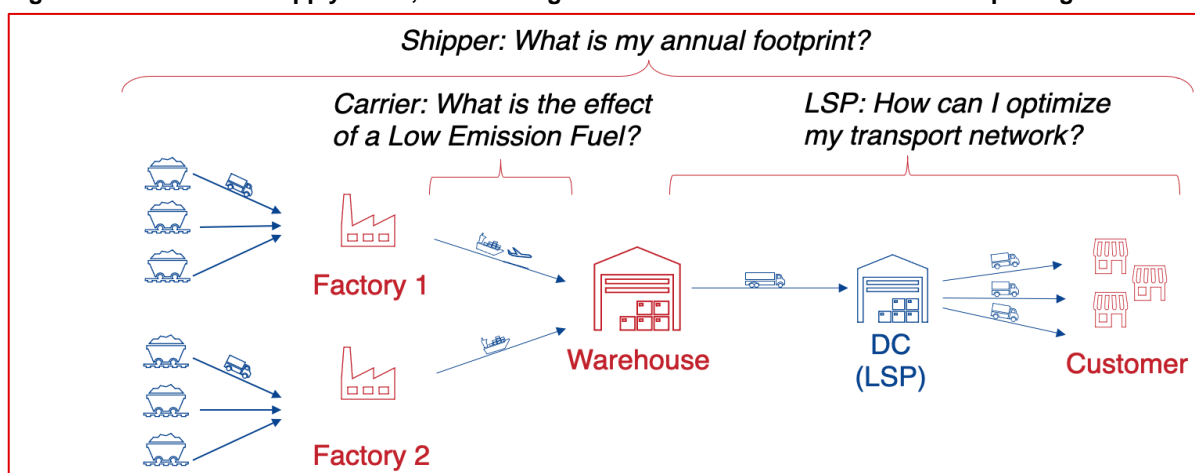 Shipper: What is my annual footprint?
Carrier: What is the effect
of a Low Emission Fuel?
LSP: How can I optimize
my transport network?
Factory 1
Warehouse
DC
(LSP)
Customer
Factory 2